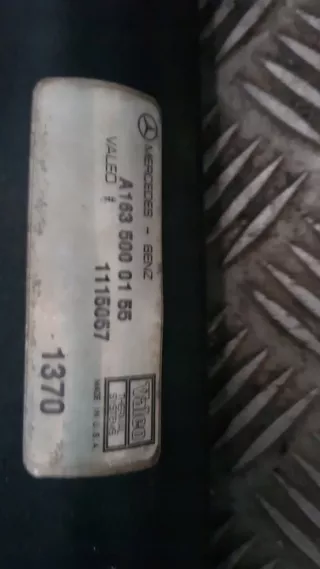 MERCEDES - BENZ
VALEO #
A163 500 01 55
1115057
Valeo
MADE IN U.S.A.
1370